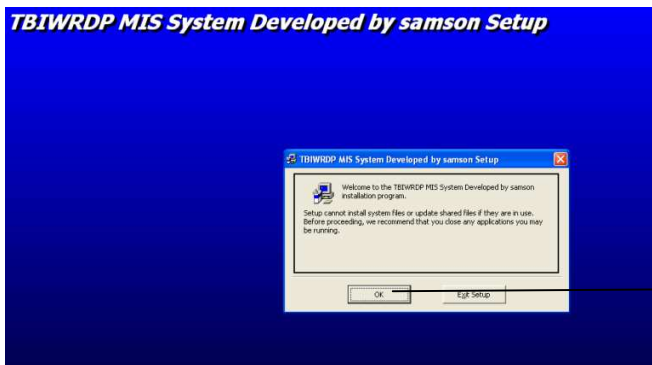 TBIWRDP MIS System Developed by samson Setup
TBIWRDP MIS System Developed by samson Setup
Welcome to the TBIWRDP MIS System Developed by samson
installation program.
Setup cannot install system files or update shared files if they are in use.
Before proceeding, we recommend that you close any applications you may
be running.
OK
Exit Setup